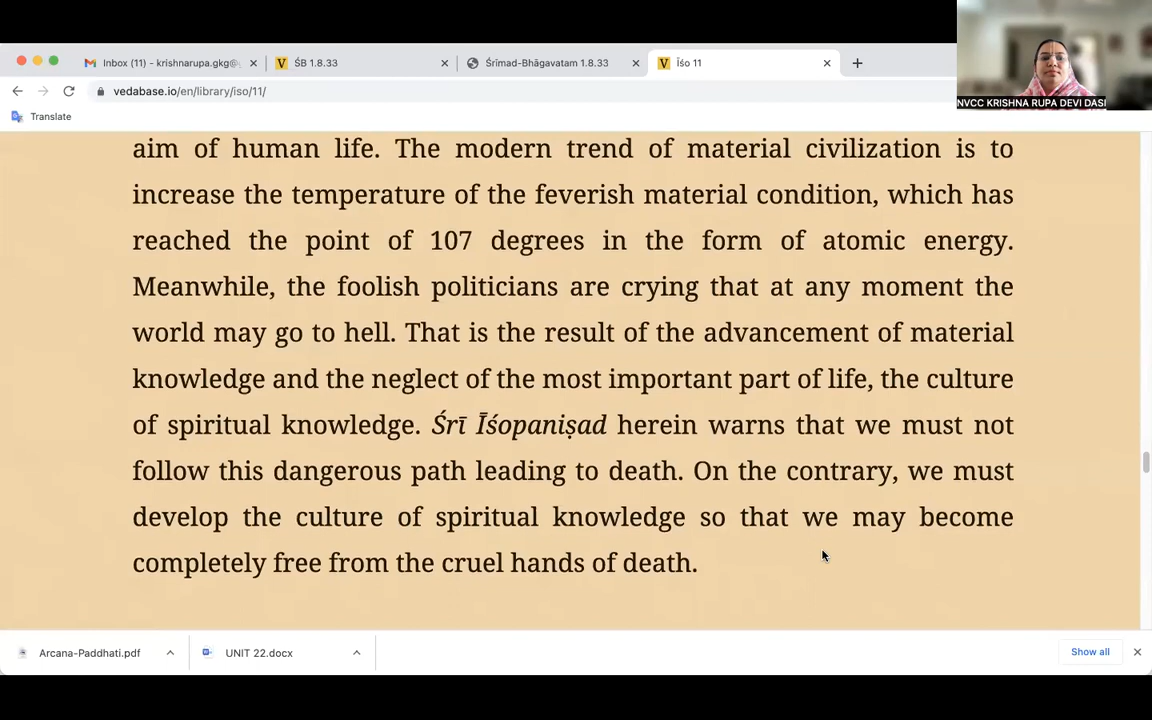 Inbox (11) - krishnarupa.gkg@
ŚB 1.8.33
Śrīmad-Bhāgavatam 1.8.33
Īśo 11
vedabase.io/en/library/iso/11/
NVCC KRISHNA RUPA DEVI DASI
Translate
aim of human life. The modern trend of material civilization is to
increase the temperature of the feverish material condition, which has
reached the point of 107 degrees in the form of atomic energy.
Meanwhile, the foolish politicians are crying that at any moment the
world may go to hell. That is the result of the advancement of material
knowledge and the neglect of the most important part of life, the culture
of spiritual knowledge. Śrī Īśopaniṣad herein warns that we must not
follow this dangerous path leading to death. On the contrary, we must
develop the culture of spiritual knowledge so that we may become
completely free from the cruel hands of death.
Arcana-Paddhati.pdf
UNIT 22.docx
Show all